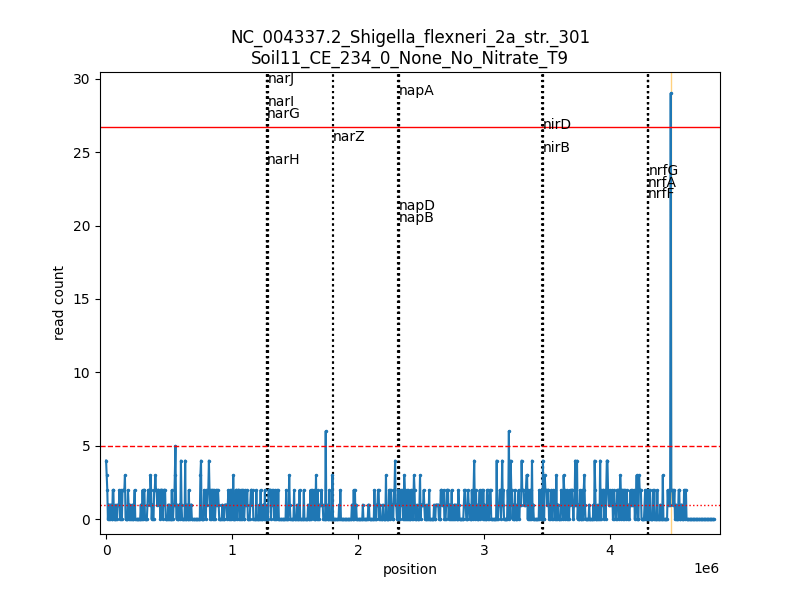 NC_004337.2_Shigella_flexneri_2a_str._301
Soil11_CE_234_0_None_No_Nitrate_T9
30
25
20
15
10
5
0
read count
narJ
narI
narG
narH
narZ
napA
napD
napB
nirD
nirB
nrfG
nrfA
nrfF
0
1
2
3
4
1e6
position